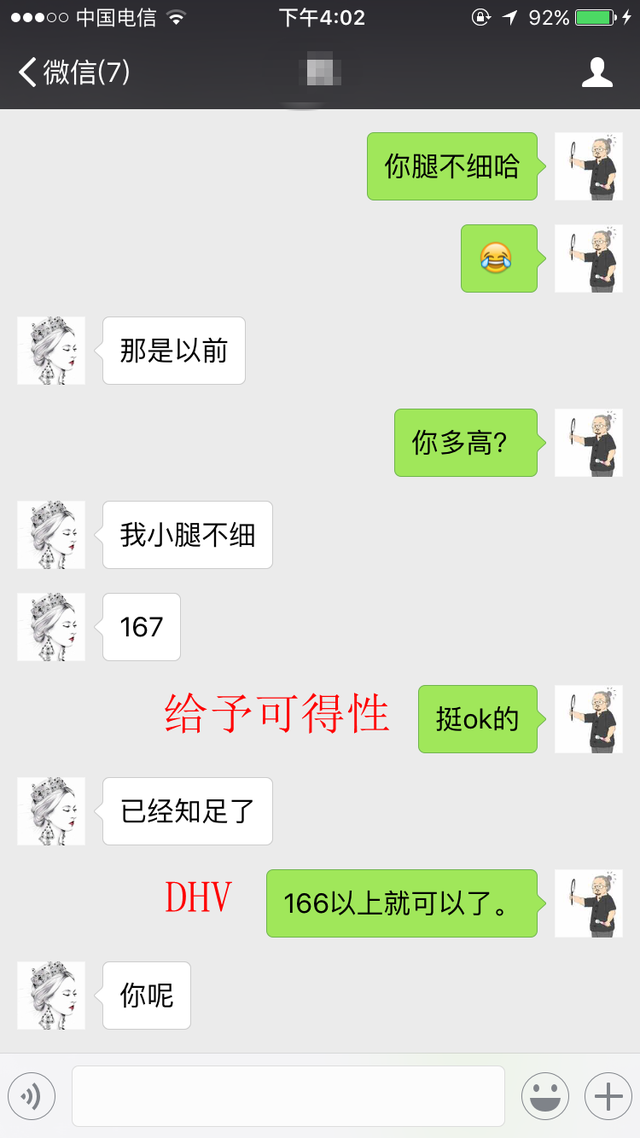 中国电信 下午4:02 92%
微信(7)
你腿不细哈
😂
那是以前
你多高?
我小腿不细
167
给予可得性 挺ok的
已经知足了
DHV 166以上就可以了。
你呢